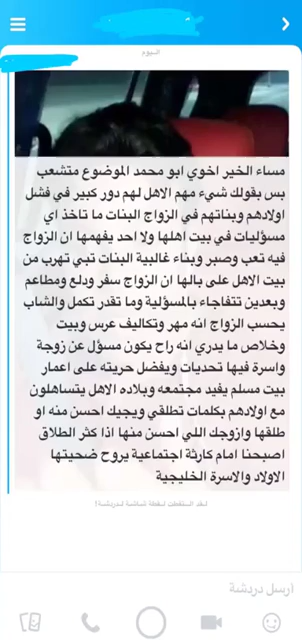 اليوم
مساء الخير اخوي ابو محمد الموضوع متشعب
بس بقولك شيء مهم الاهل لهم دور كبير في فشل
اولادهم وبناتهم في الزواج البنات ما تاخذ اي
مسؤليات في بيت اهلها ولا احد يفهمها ان الزواج
فيه تعب وصبر وبناء غالبية البنات تبي تهرب من
بيت الاهل على بالها ان الزواج سفر ودلع ومطاعم
وبعدين تتفاجاء بالمسؤلية وما تقدر تكمل والشاب
يحسب الزواج انه مهر وتكاليف عرس وبيت
وخلاص ما يدري انه راح يكون مسؤل عن زوجة
واسرة فيها تحديات ويفضل حريته على اعمار
بيت مسلم يفيد مجتمعه وبلاده الاهل يتساهلون
مع اولادهم بكلمات تطلقي ويجيك احسن منه او
طلقها وازوجك اللي احسن منها اذا كثر الطلاق
اصبحنا امام كارثة اجتماعية يروح ضحيتها
الاولاد والاسرة الخليجية
لقد التقطت لقطة شاشة لدردشة!
ارسل دردشة